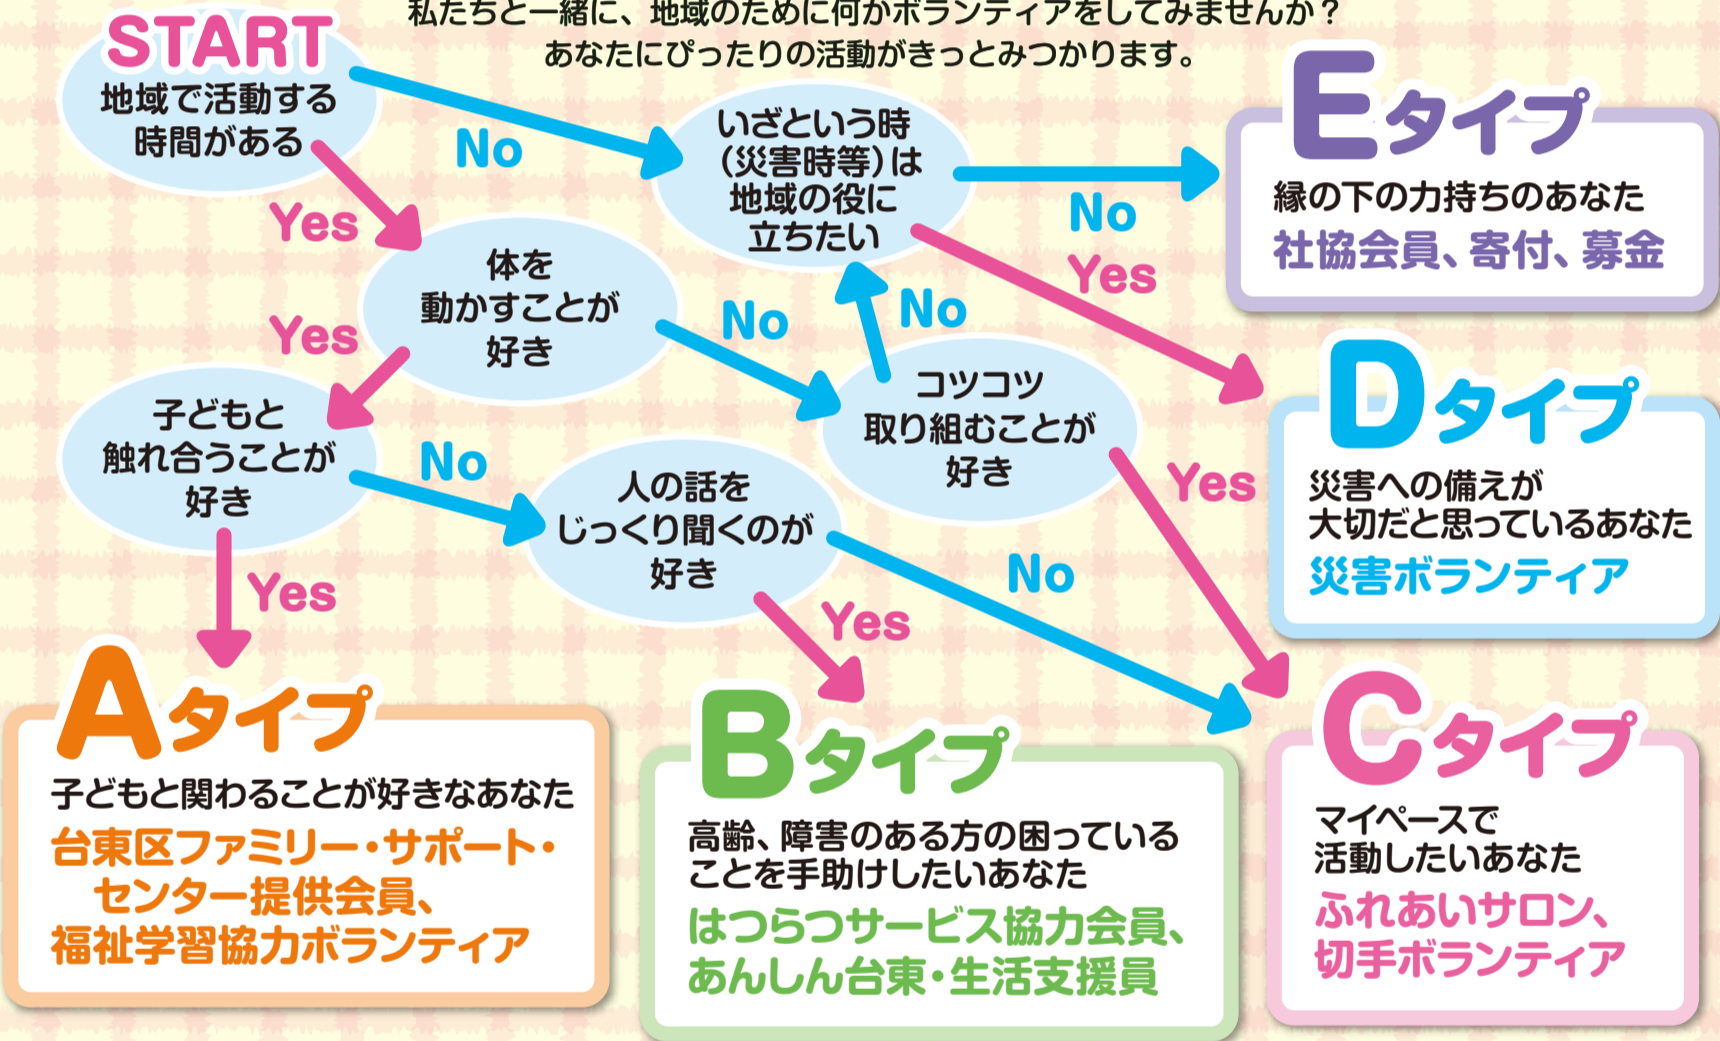 私たちと一緒に、地域のために何かボランティアをしてみませんか？
あなたにぴったりの活動がきっとみつかります。
START
地域で活動する
時間がある
No
Yes
いざという時
（災害時等）は
地域の役に
立ちたい
No
Yes
体を
動かすことが
好き
Yes
No
コツコツ
取り組むことが
好き
No
Yes
子どもと
触れ合うことが
好き
No
Yes
人の話を
じっくり聞くのが
好き
No
Yes
Eタイプ
縁の下の力持ちのあなた
社協会員、寄付、募金
Dタイプ
災害への備えが
大切だと思っているあなた
災害ボランティア
Aタイプ
子どもと関わることが好きなあなた
台東区ファミリー・サポート・
センター提供会員、
福祉学習協力ボランティア
Bタイプ
高齢、障害のある方の困っている
ことを手助けしたいあなた
はつらつサービス協力会員、
あんしん台東・生活支援員
Cタイプ
マイペースで
活動したいあなた
ふれあいサロン、
切手ボランティア